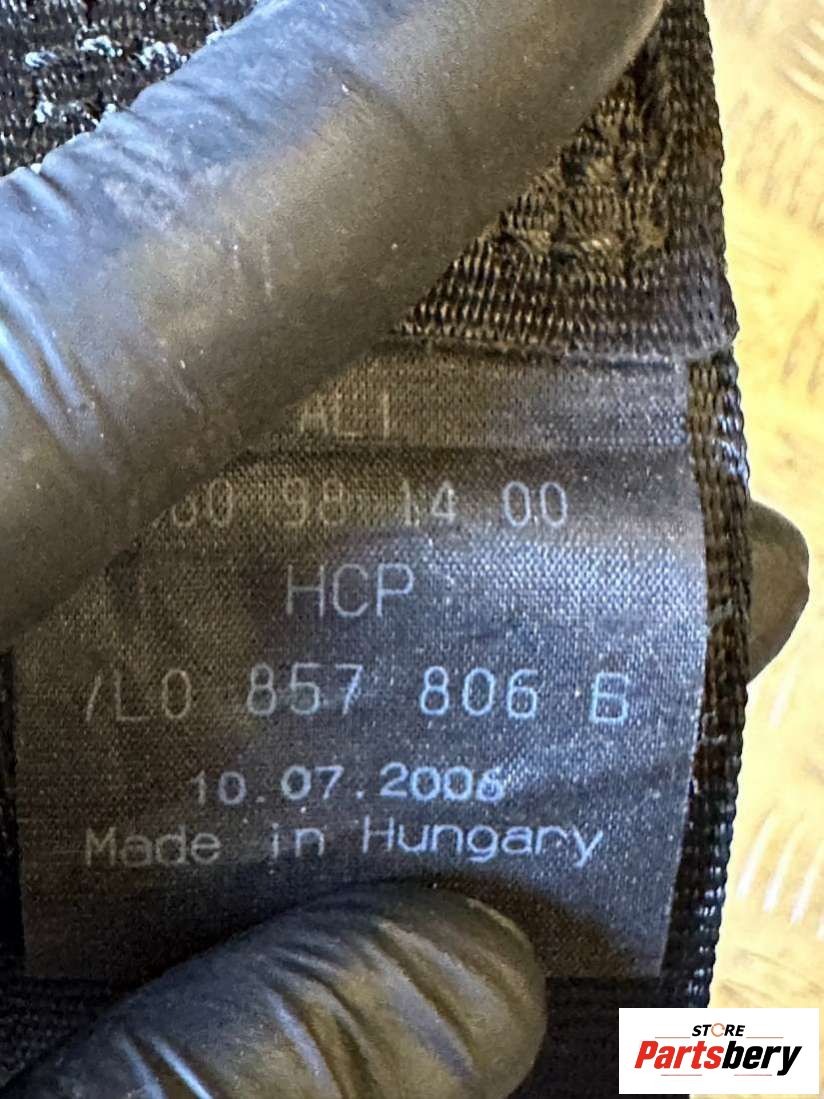 98 14 00
HCP
/L0 857 806 B
10.07.2006
Made in Hungary
STORE
Partsbery